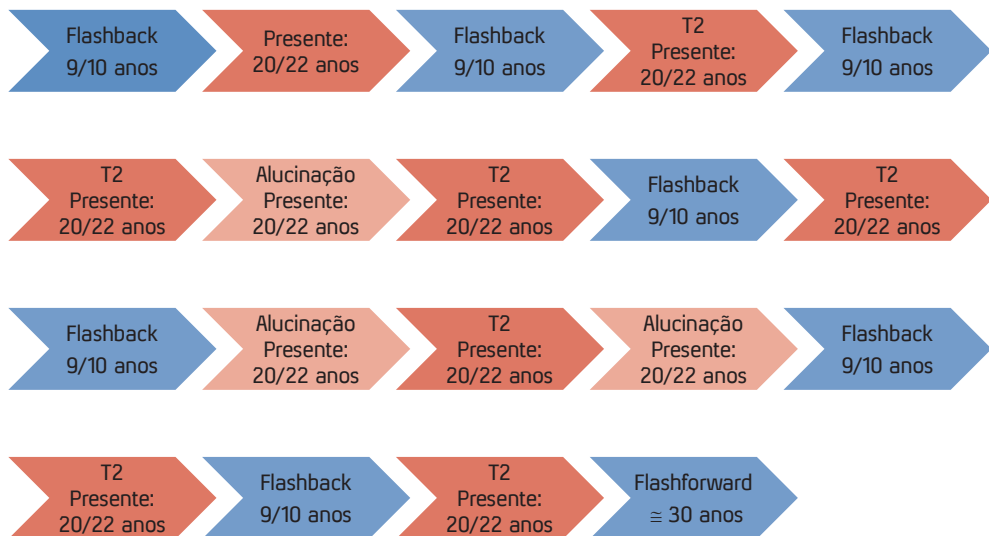 Flashback
9/10 anos
Presente:
20/22 anos
Flashback
9/10 anos
T2
Presente:
20/22 anos
Flashback
9/10 anos
T2
Presente:
20/22 anos
Alucinação
Presente:
20/22 anos
T2
Presente:
20/22 anos
Flashback
9/10 anos
T2
Presente:
20/22 anos
Flashback
9/10 anos
Alucinação
Presente:
20/22 anos
T2
Presente:
20/22 anos
Alucinação
Presente:
20/22 anos
Flashback
9/10 anos
T2
Presente:
20/22 anos
Flashback
9/10 anos
T2
Presente:
20/22 anos
Flashforward
≅ 30 anos